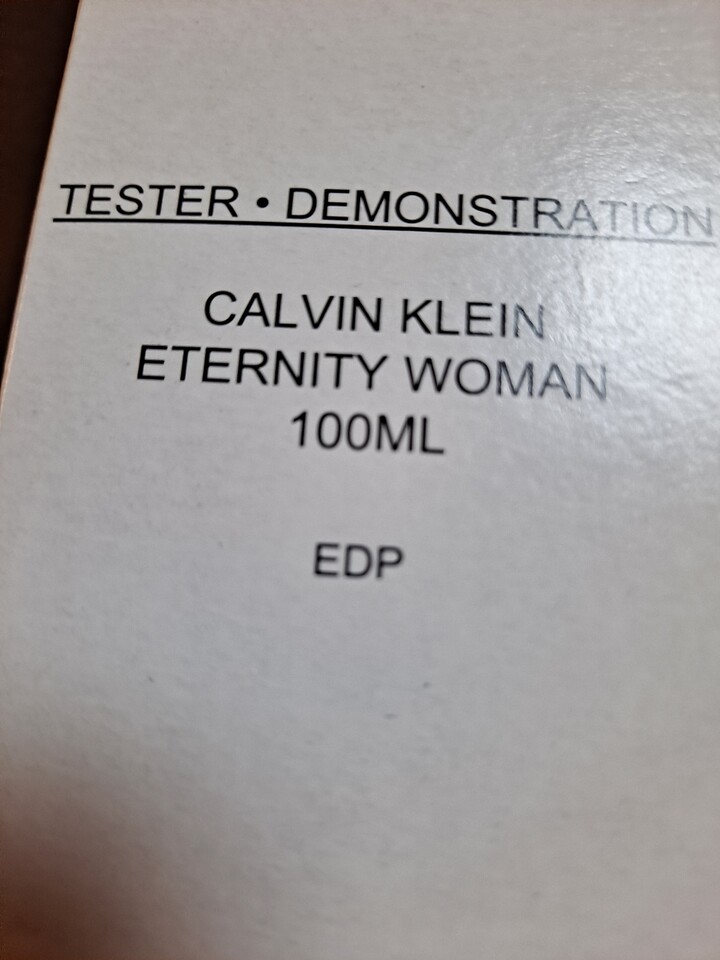 TESTER • DEMONSTRATION
CALVIN KLEIN
ETERNITY WOMAN
100ML
EDP